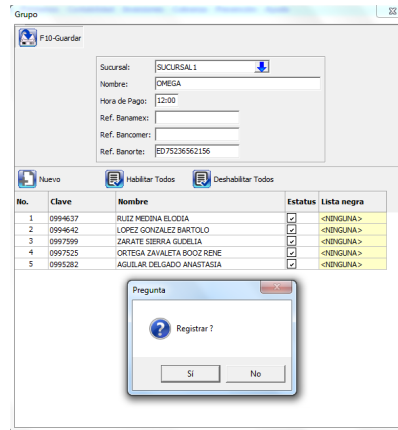 Grupo
F10-Guardar
Sucursal: SUCURSAL1
Nombre: OMEGA
Hora de Pago: 12:00
Ref. Banamex:
Ref. Bancomer:
Ref. Banorte: ED75236562156
Nuevo Habilitar Todos Deshabilitar Todos
No. Clave Nombre Estatus Lista negra
1 0994637 RUIZ MEDINA ELODIA <NINGUNA>
2 0994642 LOPEZ GONZALEZ BARTOLO <NINGUNA>
3 0997599 ZARATE SIERRA GUDELIA <NINGUNA>
4 0997525 ORTEGA ZAVALETA BOOZ RENE <NINGUNA>
5 0995282 AGUILAR DELGADO ANASTASIA <NINGUNA>
Pregunta
Registrar ?
Si No